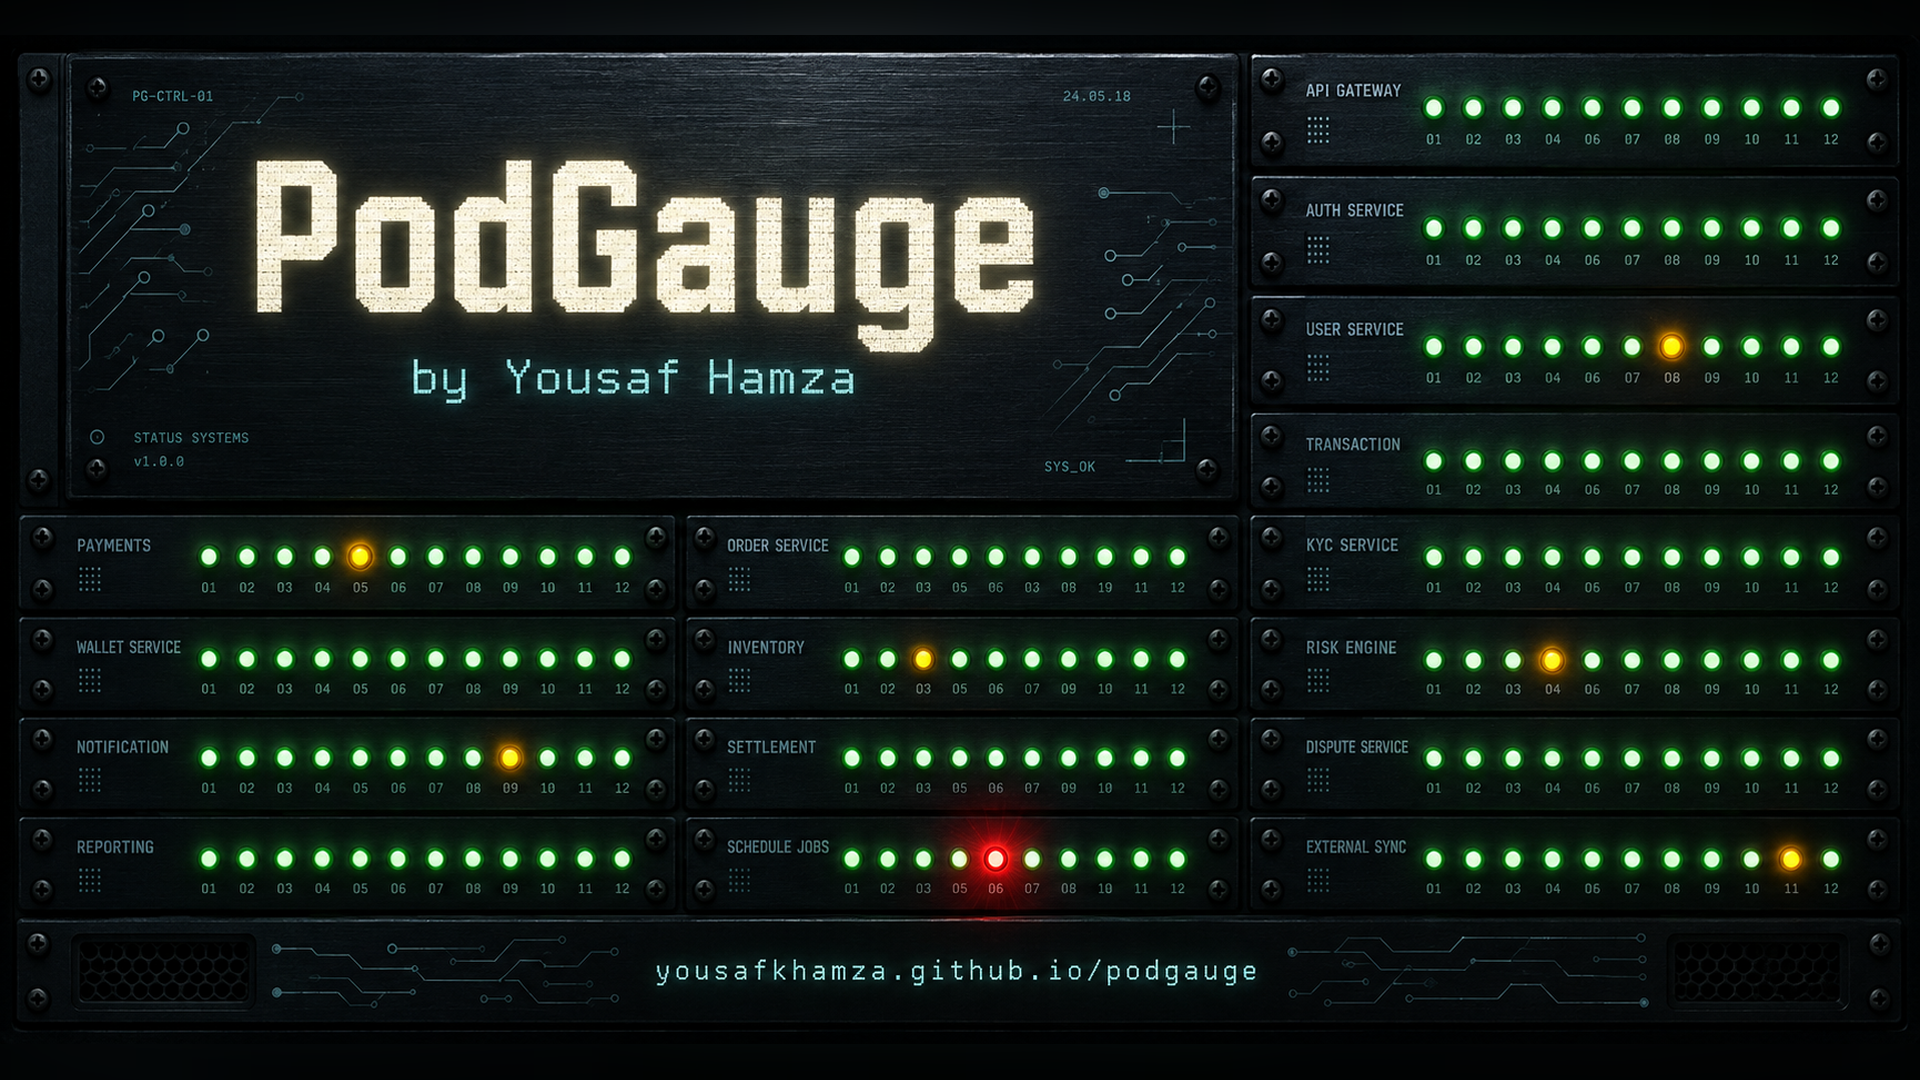 PG-CTRL-01
24.05.18
PodGauge
by Yousaf Hamza
STATUS SYSTEMS
v1.0.0
SYS_OK
API GATEWAY
01 02 03 04 06 07 08 09 10 11 12
AUTH SERVICE
01 02 03 04 06 07 08 09 10 11 12
USER SERVICE
01 02 03 04 06 07 08 09 10 11 12
TRANSACTION
01 02 03 04 06 07 08 09 10 11 12
PAYMENTS
01 02 03 04 05 06 07 08 09 10 11 12
ORDER SERVICE
01 02 03 05 06 03 08 19 11 12
KYC SERVICE
01 02 03 04 06 07 08 09 10 11 12
WALLET SERVICE
01 02 03 04 05 06 07 08 09 10 11 12
INVENTORY
01 02 03 05 06 07 09 10 11 12
RISK ENGINE
01 02 03 04 06 07 08 09 10 11 12
NOTIFICATION
01 02 03 04 05 06 07 08 09 10 11 12
SETTLEMENT
01 02 03 05 06 07 09 10 11 12
DISPUTE SERVICE
01 02 03 04 06 07 08 09 10 11 12
REPORTING
01 02 03 04 05 06 07 08 09 10 11 12
SCHEDULE JOBS
01 02 03 05 06 07 08 10 11 12
EXTERNAL SYNC
01 02 03 04 06 07 08 09 10 11 12
yousafkhamza.github.io/podgauge